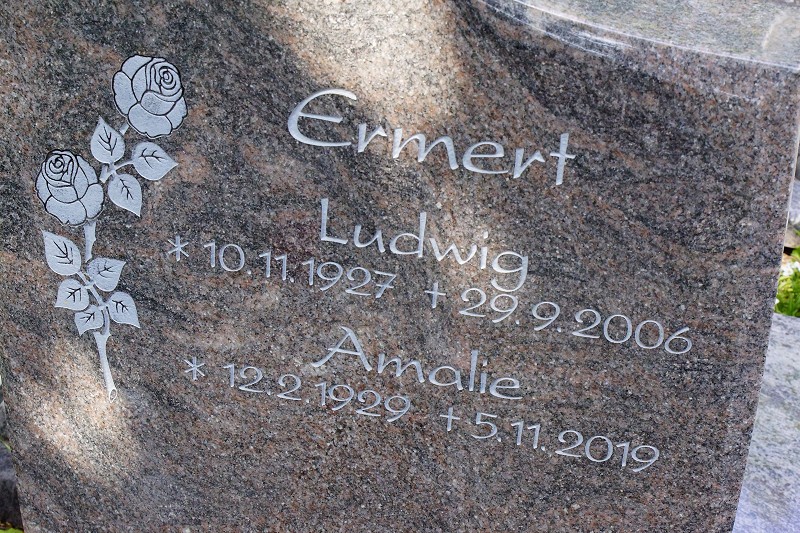 Ermert
Ludwig
* 10.11.1927 + 29.9.2006
Amalie
* 12.2.1929 + 5.11.2019